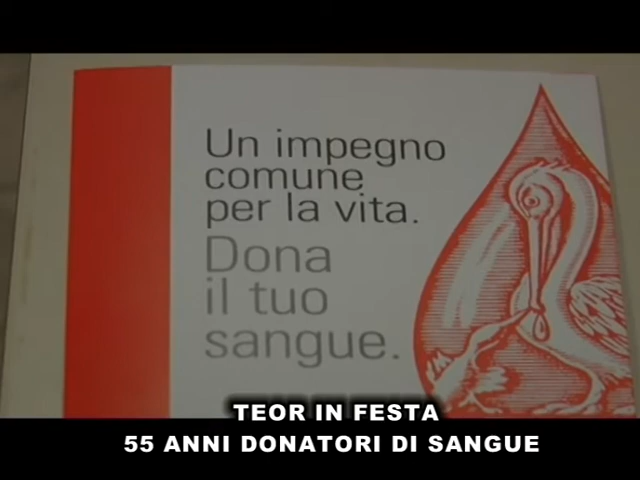 Un impegno
comune
per la vita.
Dona
il tuo
sangue.
TEOR IN FESTA
55 ANNI DONATORI DI SANGUE